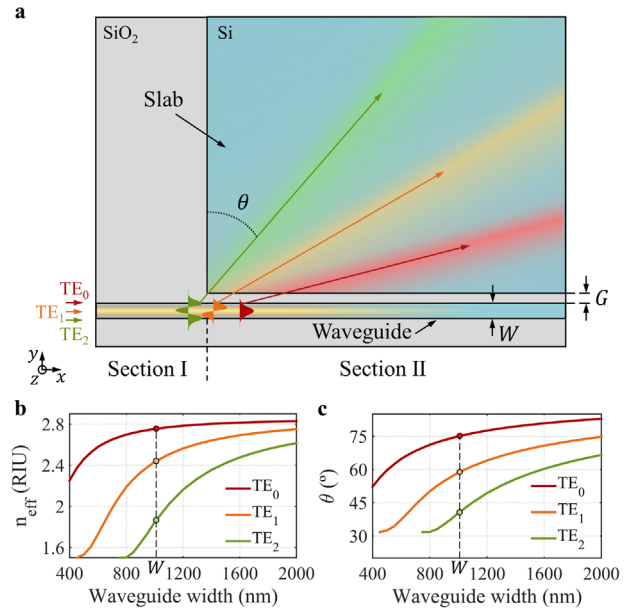 a
SiO2
Si
Slab
θ
TE0
TE1
TE2
G
W
Waveguide
y
z x
Section I
Section II
b
c
2.8
2.4
2
1.6
neff (RIU)
TE0
TE1
TE2
400 W 1200 1600 2000
Waveguide width (nm)
75
60
45
30
θ (º)
TE0
TE1
TE2
400 800 W 1200 1600 2000
Waveguide width (nm)